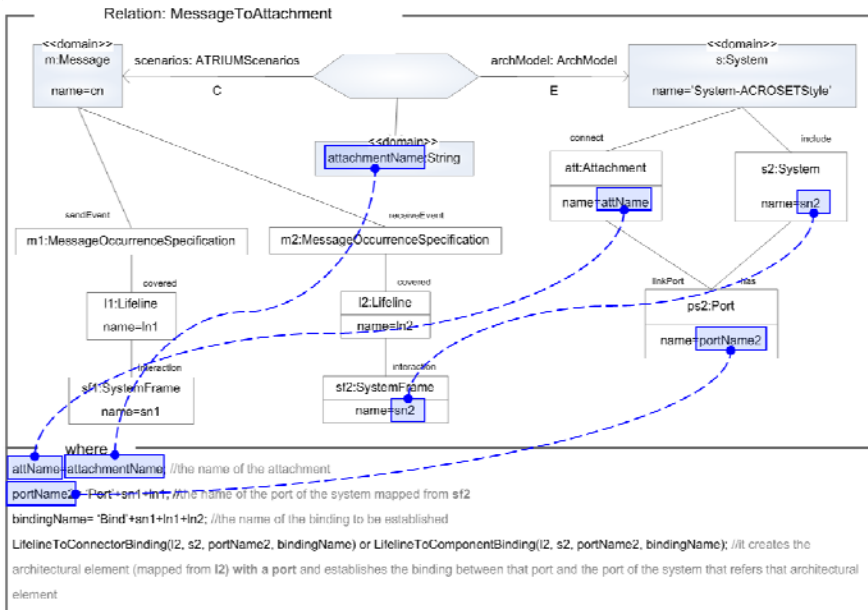 Relation: MessageToAttachment
<<domain>>
m:Message
name=cn
scenarios: ATRIUMScenarios
C
archModel: ArchModel
E
<<domain>>
s:System
name='System-ACROSETStyle'
<<domain>>
attachmentName:String
connect
include
att:Attachment
name=attName
s2:System
name=sn2
sendEvent
receiveEvent
m1:MessageOccurrenceSpecification
m2:MessageOccurrenceSpecification
covered
covered
linkPort
has
l1:Lifeline
name=ln1
l2:Lifeline
name=ln2
ps2:Port
name=portName2
interaction
interaction
sf1:SystemFrame
name=sn1
sf2:SystemFrame
name=sn2
where
attName=attachmentName; //the name of the attachment
portName2= 'Port'+sn1+ln1; //the name of the port of the system mapped from sf2
bindingName= 'Bind'+sn1+ln1+ln2; //the name of the binding to be established
LifelineToConnectorBinding(l2, s2, portName2, bindingName) or LifelineToComponentBinding(l2, s2, portName2, bindingName); //it creates the
architectural element (mapped from l2) with a port and establishes the binding between that port and the port of the system that refers that architectural
element